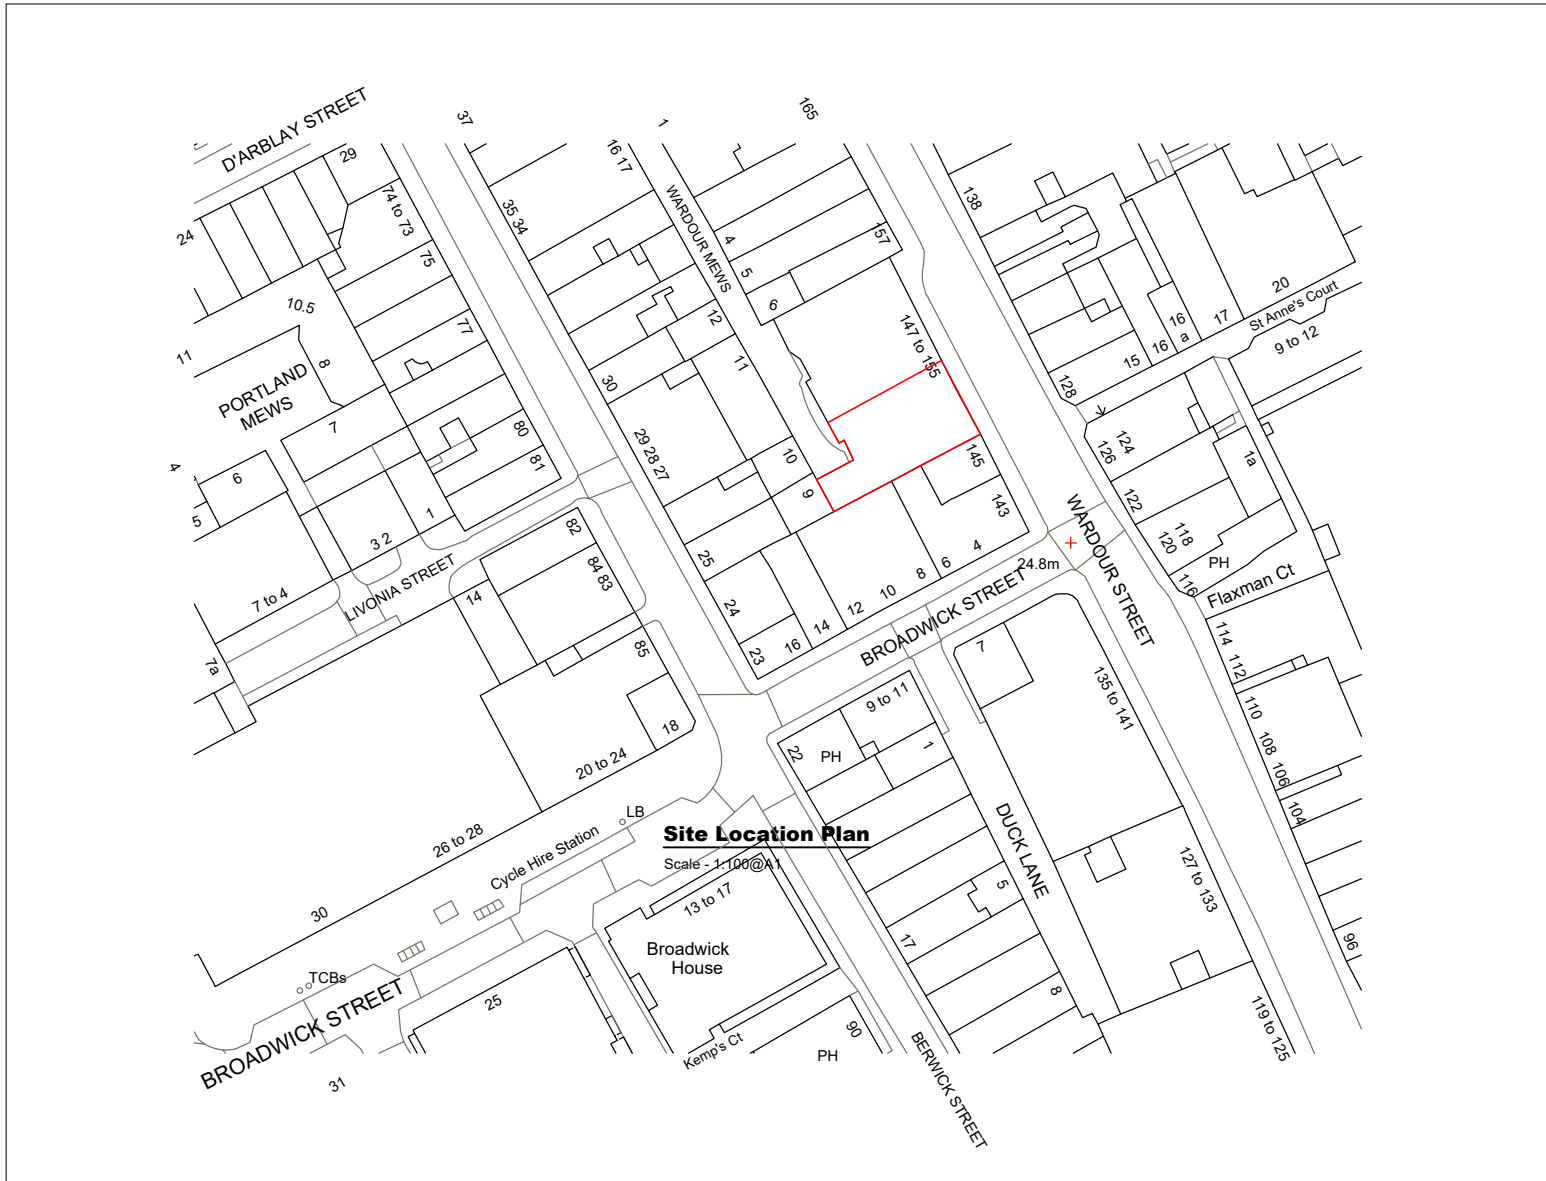 D'ARBLAY STREET
37
1
165
29
16 17
24
74 to 73
35 34
WARDOUR MEWS
138
75
4
157
5
10.5
6
20
77
12
147 to 155
St Anne's Court
16
17
a
16
15
9 to 12
11
8
11
PORTLAND
MEWS
30
128
7
80
29 28 27
124
126
81
10
145
1a
4
6
9
143
122
5
1
82
WARDOUR STREET
3 2
118
120
25
84 83
4
6
8
24.8m
PH
LIVONIA STREET
116
Flaxman Ct
7 to 4
14
24
10
12
14
BROADWICK STREET
114
7a
85
23
16
7
112
135 to 141
9 to 11
110
18
22
PH
1
108
20 to 24
106
LB
DUCK LANE
104
26 to 28
Cycle Hire Station
Site Location Plan
Scale - 1:100@A1
127 to 133
5
13 to 17
30
17
96
Broadwick
House
TCBs
8
25
BROADWICK STREET
90
119 to 125
Kemp's Ct
PH
31
BERWICK STREET